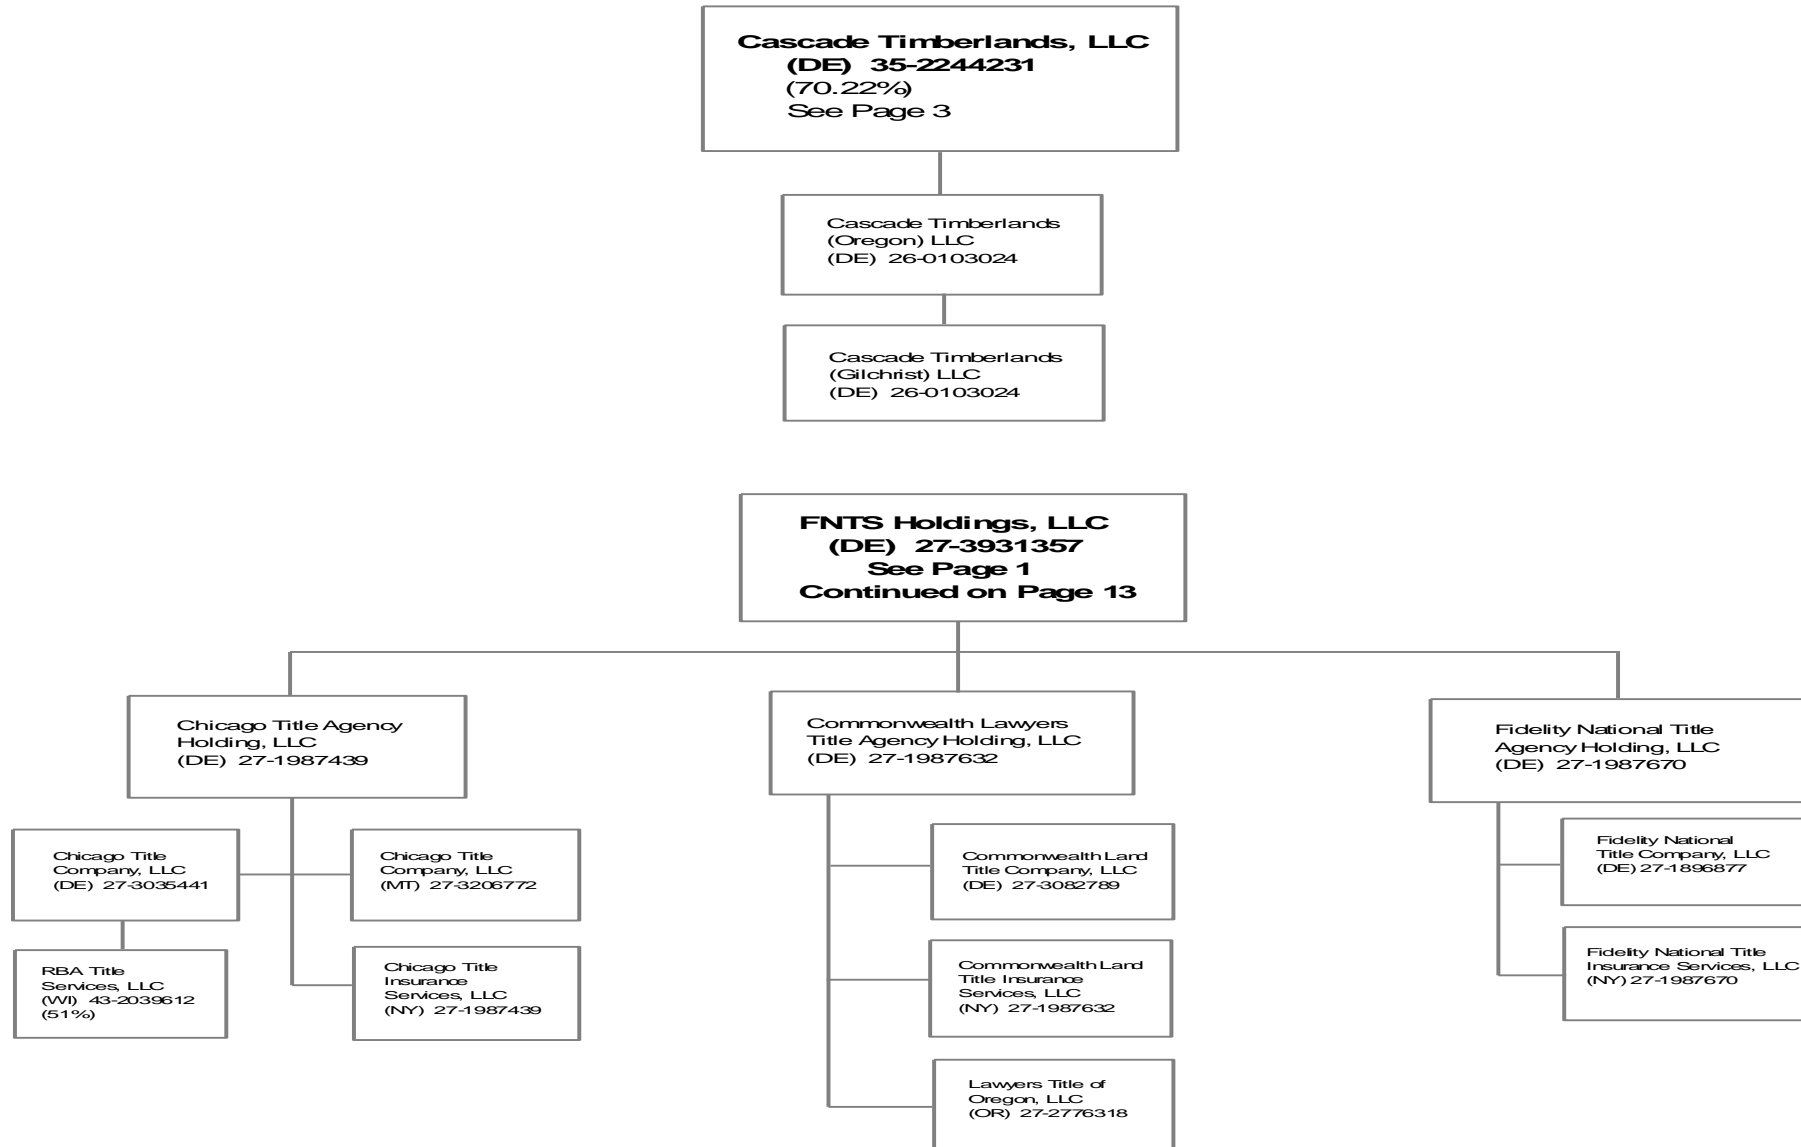 Cascade Timberlands, LLC
(DE) 35-2244231
(70.22%)
See Page 3
Cascade Timberlands
(Oregon) LLC
(DE) 26-0103024
Cascade Timberlands
(Gilchrist) LLC
(DE) 26-0103024
FNTS Holdings, LLC
(DE) 27-3931357
See Page 1
Continued on Page 13
Chicago Title Agency
Holding, LLC
(DE) 27-1987439
Commonwealth Lawyers
Title Agency Holding, LLC
(DE) 27-1987632
Fidelity National Title
Agency Holding, LLC
(DE) 27-1987670
Chicago Title
Company, LLC
(DE) 27-3035441
Chicago Title
Company, LLC
(MT) 27-3206772
RBA Title
Services, LLC
(WI) 43-2039612
(51%)
Chicago Title
Insurance
Services, LLC
(NY) 27-1987439
Commonwealth Land
Title Company, LLC
(DE) 27-3082789
Commonwealth Land
Title Insurance
Services, LLC
(NY) 27-1987632
Lawyers Title of
Oregon, LLC
(OR) 27-2776318
Fidelity National
Title Company, LLC
(DE) 27-1896877
Fidelity National Title
Insurance Services, LLC
(NY) 27-1987670